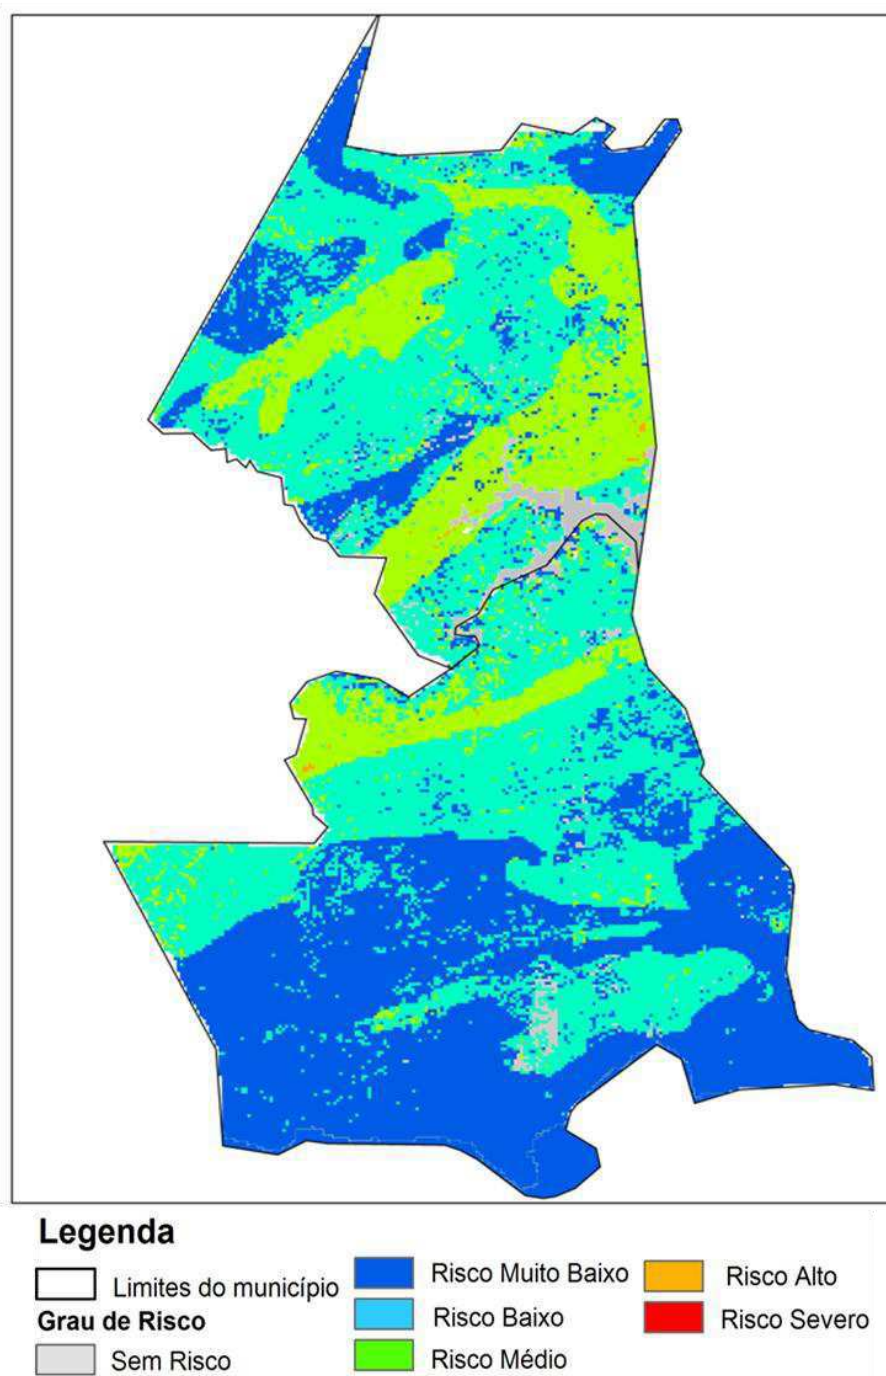 Legenda
Limites do município
Grau de Risco
Sem Risco
Risco Muito Baixo
Risco Baixo
Risco Médio
Risco Alto
Risco Severo